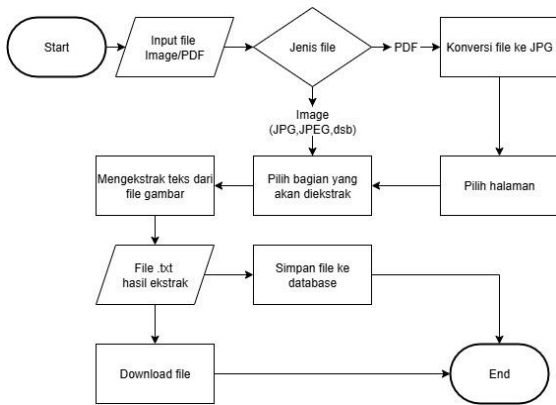 Start
Input file
Image/PDF
Jenis file
PDF
Konversi file ke JPG
Image
(JPG,JPEG,dsb)
Mengekstrak teks dari
file gambar
Pilih bagian yang
akan diekstrak
Pilih halaman
File .txt
hasil ekstrak
Simpan file ke
database
Download file
End